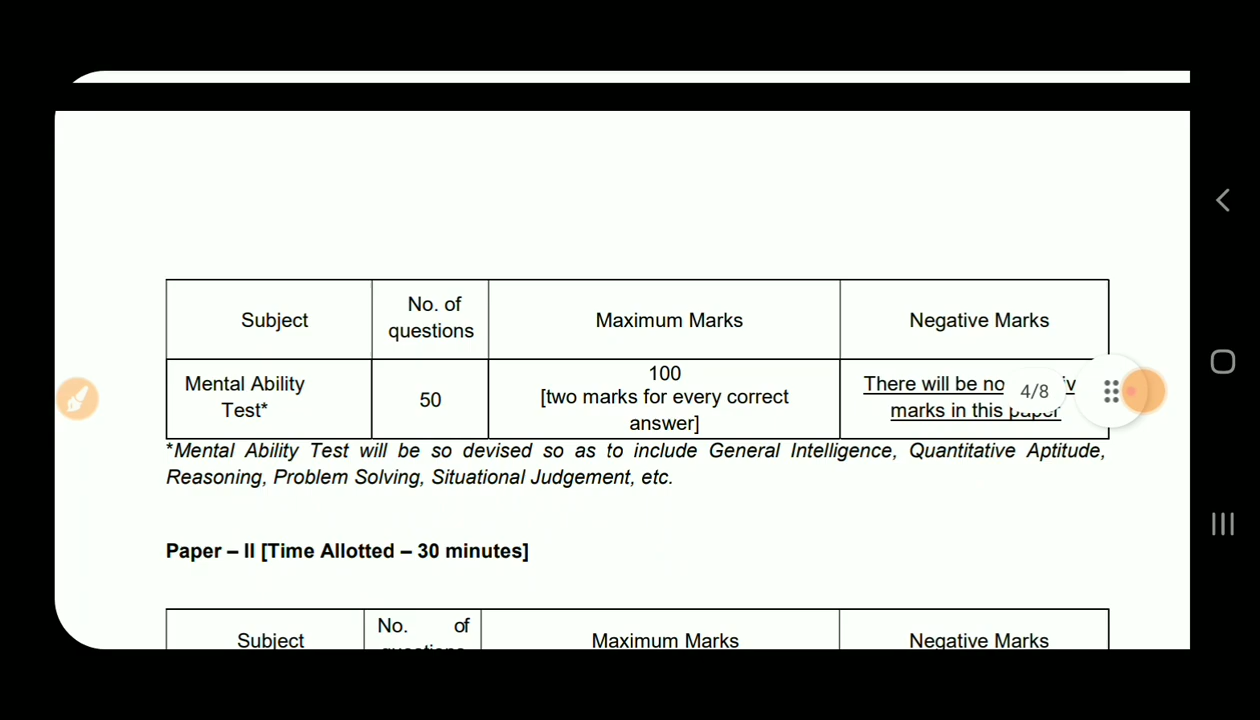 Subject No. of questions Maximum Marks Negative Marks
Mental Ability Test* 50 100 [two marks for every correct answer] There will be no marks in this paper
4/8
*Mental Ability Test will be so devised so as to include General Intelligence, Quantitative Aptitude,
Reasoning, Problem Solving, Situational Judgement, etc.
Paper – II [Time Allotted – 30 minutes]
Subject No. of questions Maximum Marks Negative Marks